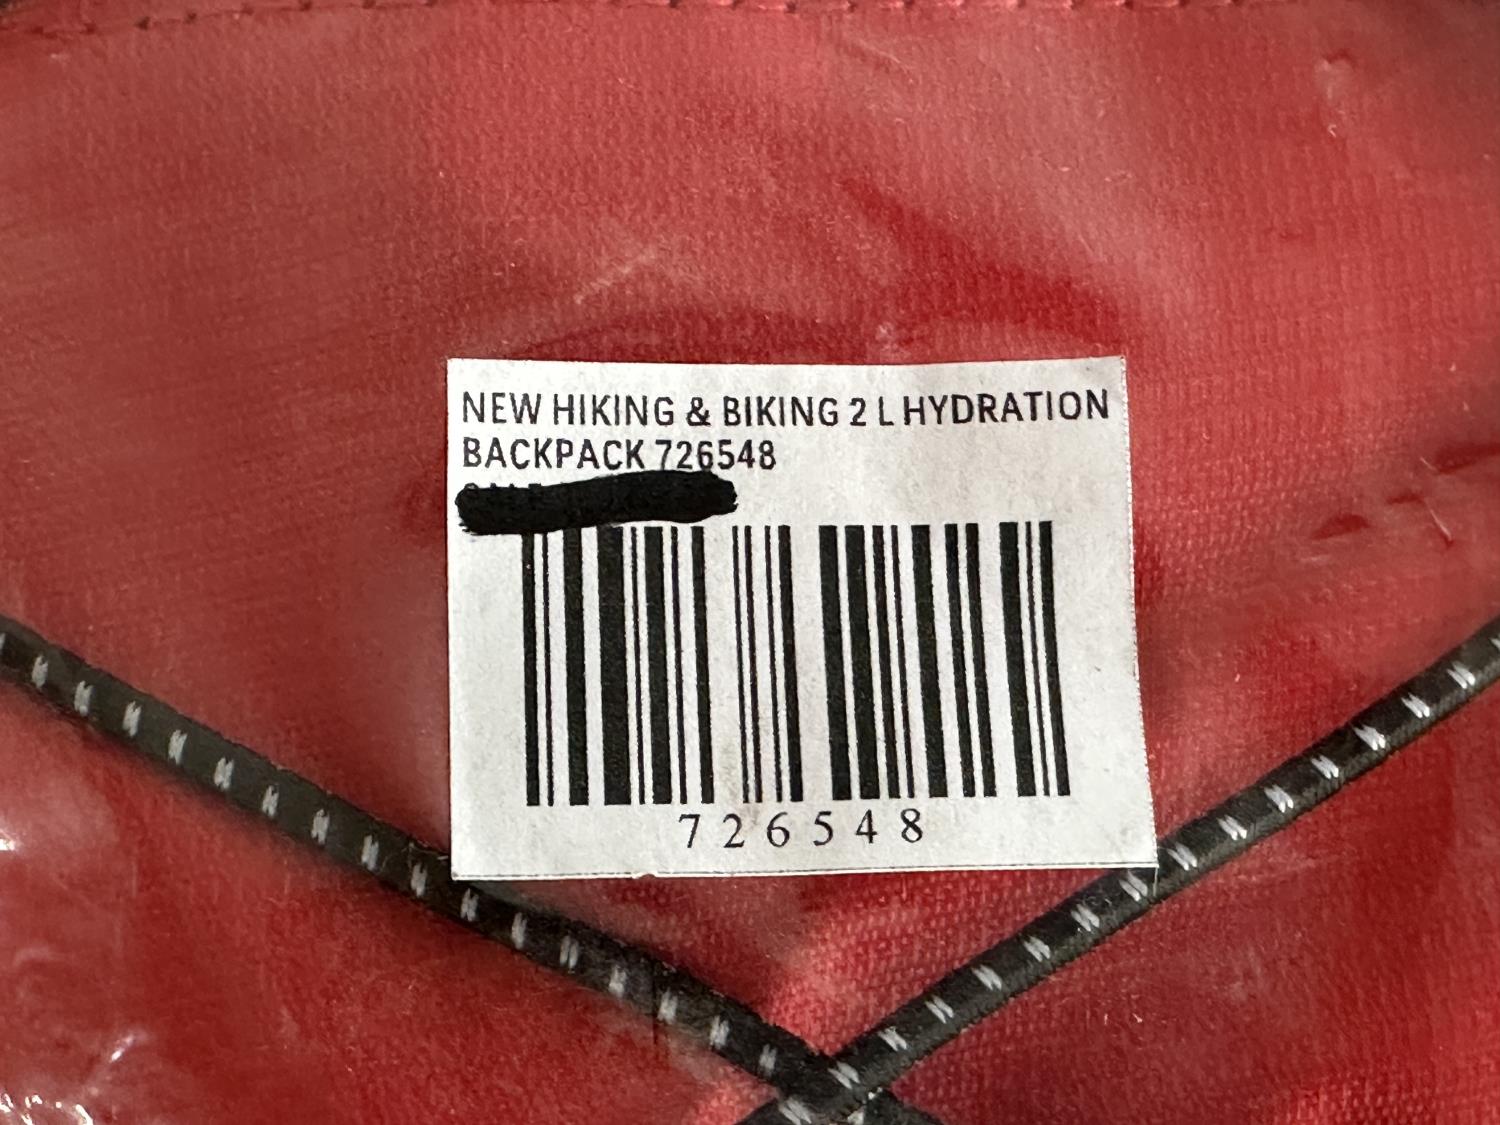 NEW HIKING & BIKING 2 L HYDRATION
BACKPACK 726548
726548